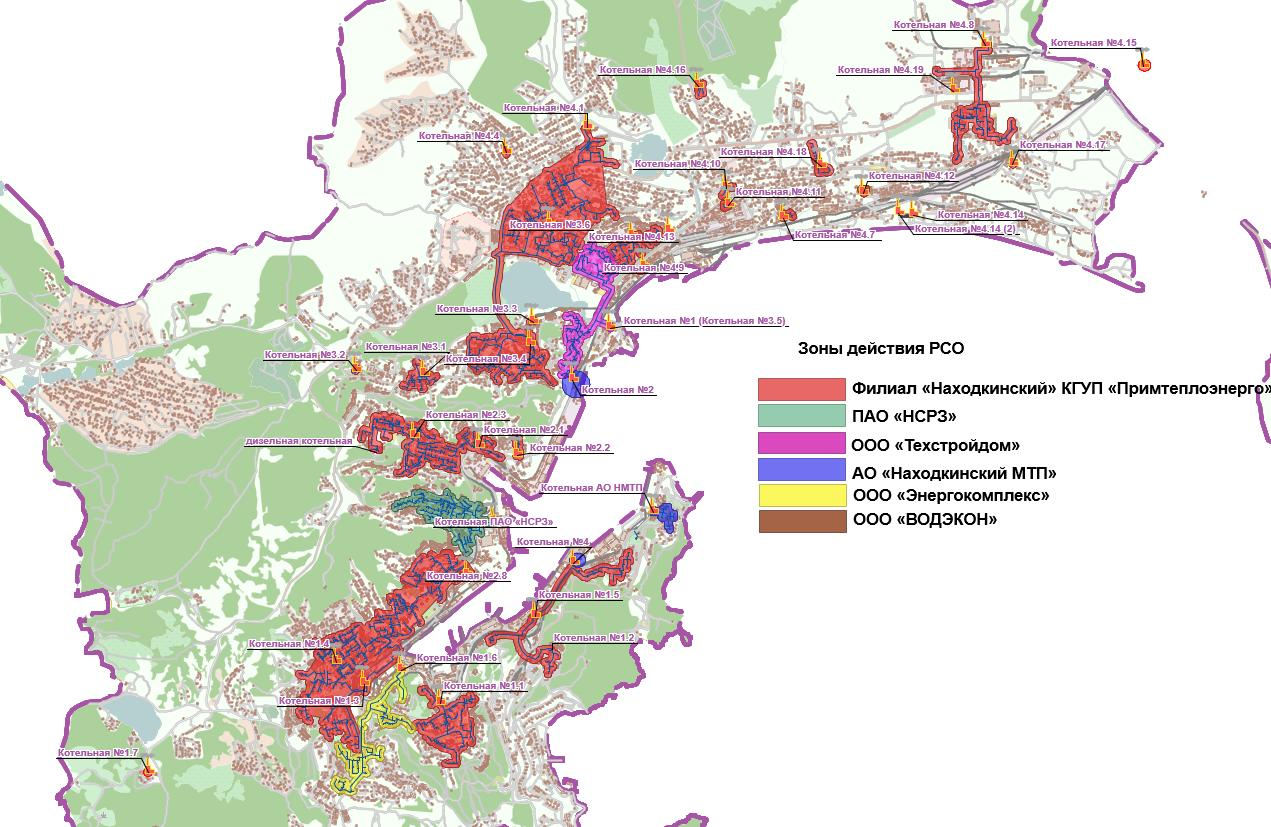 Котельная №4.8
Котельная №4.15
Котельная №4.16
Котельная №4.19
Котельная №4.1
Котельная №4.4
Котельная №4.18
Котельная №4.17
Котельная №4.10
Котельная №4.12
Котельная №4.11
Котельная №4.14
Котельная №4.14 (2)
Котельная №4.7
Котельная №3.6
Котельная №4.13
Котельная №4.9
Котельная №3.3
Котельная №1 (Котельная №3.5)
Котельная №3.1
Котельная №3.2
Котельная №3.4
Котельная №2
Зоны действия РСО
Филиал «Находкинский» КГУП «Примтеплоэнерго»
ПАО «НСРЗ»
ООО «Техстройдом»
АО «Находкинский МТП»
ООО «Энергокомплекс»
ООО «ВОДЭКОН»
Котельная №2.3
Котельная №2.1
дизельная котельная
Котельная №2.2
Котельная АО НМТП
Котельная ПАО «НСРЗ»
Котельная №4
Котельная №2.8
Котельная №1.5
Котельная №1.2
Котельная №1.4
Котельная №1.6
Котельная №1.1
Котельная №1.3
Котельная №1.7